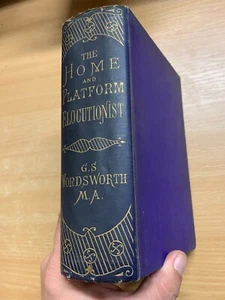 THE
HOME
AND
PLATFORM
ELOCUTIONIST
G.S.
WORDSWORTH
M.A.